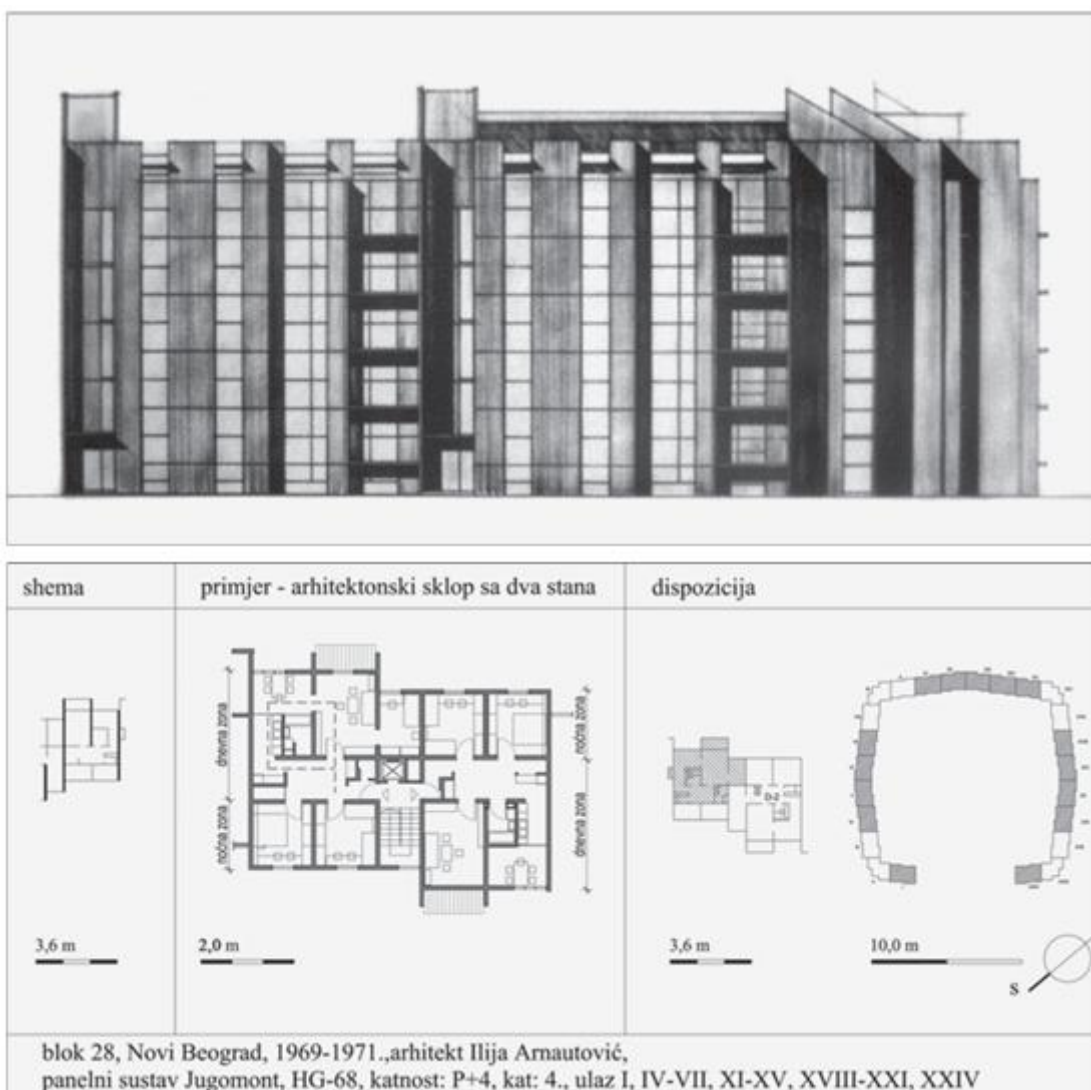 shema
primjer - arhitektonski sklop sa dva stana
dispozicija
dnevna zona
noćna zona
noćna zona
dnevna zona
3,6 m
2,0 m
3,6 m
10,0 m
S
blok 28, Novi Beograd, 1969-1971.,arhitekt Ilija Arnautović,
panelni sustav Jugomont, HG-68, katnost: P+4, kat: 4., ulaz I, IV-VII, XI-XV, XVIII-XXI, XXIV